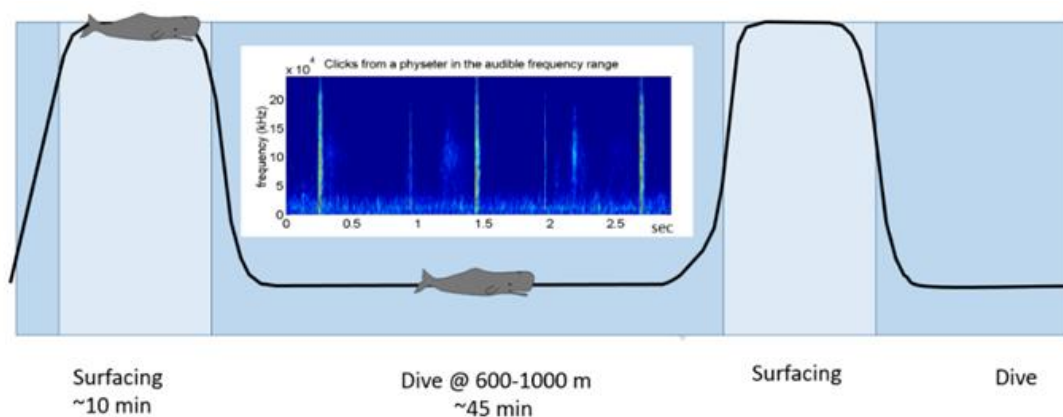 Clicks from a physeter in the audible frequency range
× 10⁴
frequency (kHz)
20
15
10
5
0
0 0.5 1 1.5 2 2.5 sec
Surfacing
~10 min
Dive @ 600-1000 m
~45 min
Surfacing
Dive